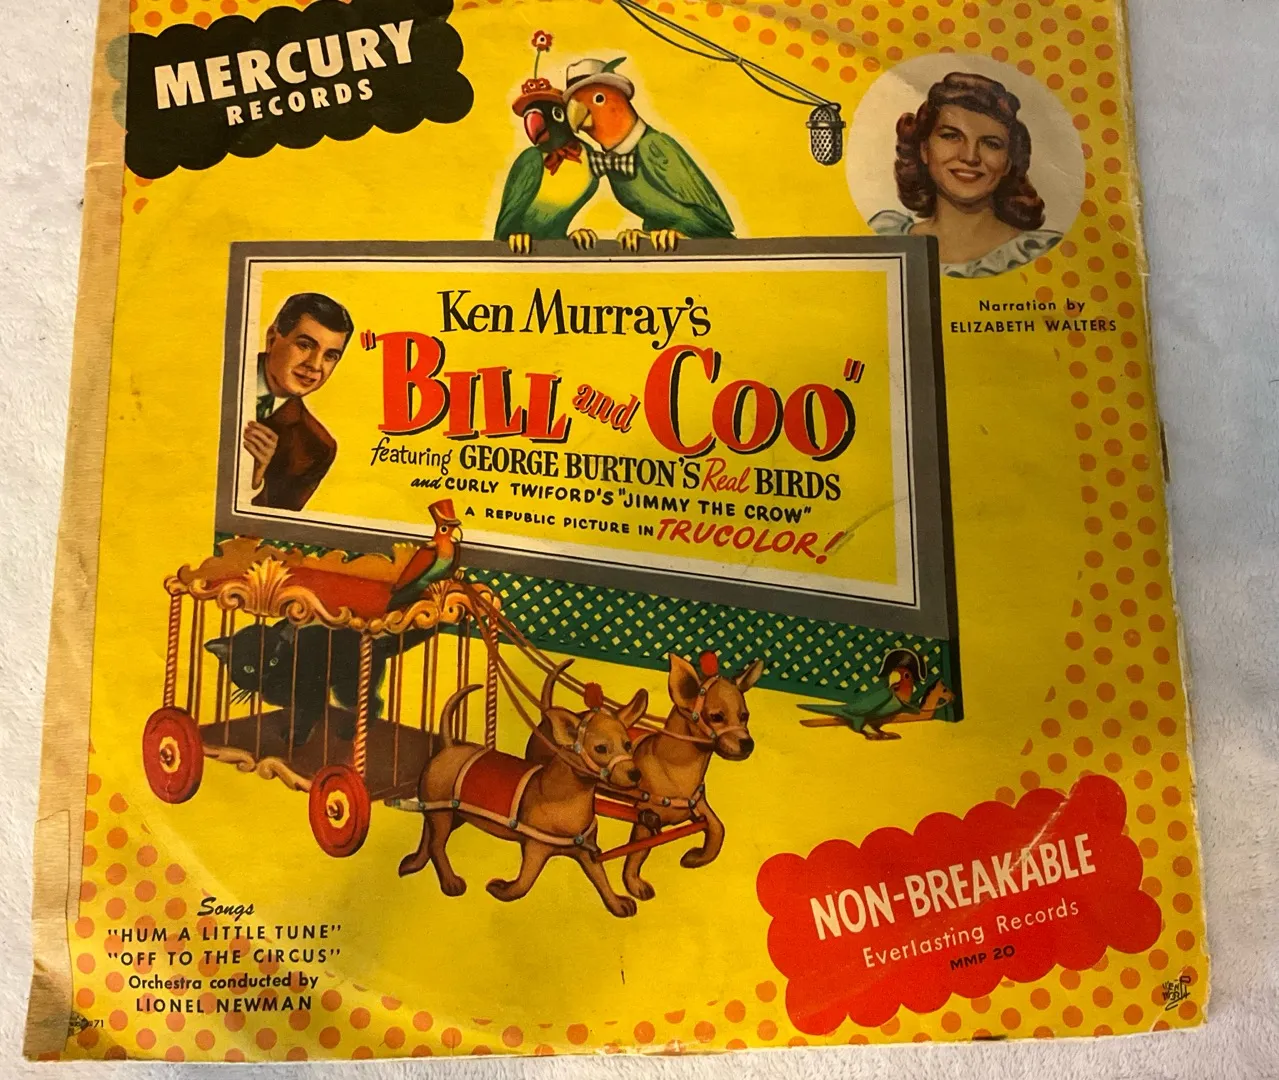 MERCURY
RECORDS
Narration by
ELIZABETH WALTERS
Ken Murray's
"BILL and COO"
featuring GEORGE BURTON'S Real BIRDS
and CURLY TWIFORD'S "JIMMY THE CROW"
A REPUBLIC PICTURE IN TRUCOLOR!
NON-BREAKABLE
Everlasting Records
MMP 20
Songs
"HUM A LITTLE TUNE"
"OFF TO THE CIRCUS"
Orchestra conducted by
LIONEL NEWMAN